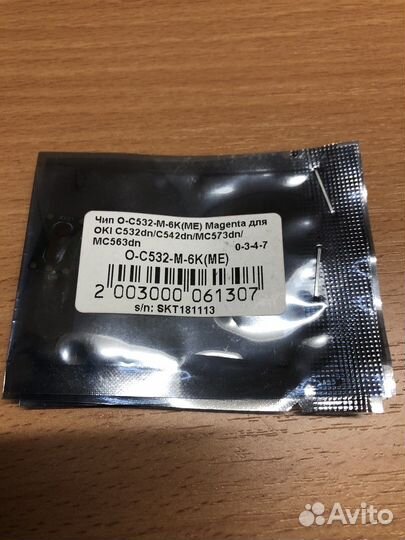 Чип O-C532-M-6K(ME) Magenta для
OKI C532dn/C542dn/MC573dn/
MC563dn 0-3-4-7
O-C532-M-6K(ME)
2 003000 061307
s/n: SKT181113
Avito